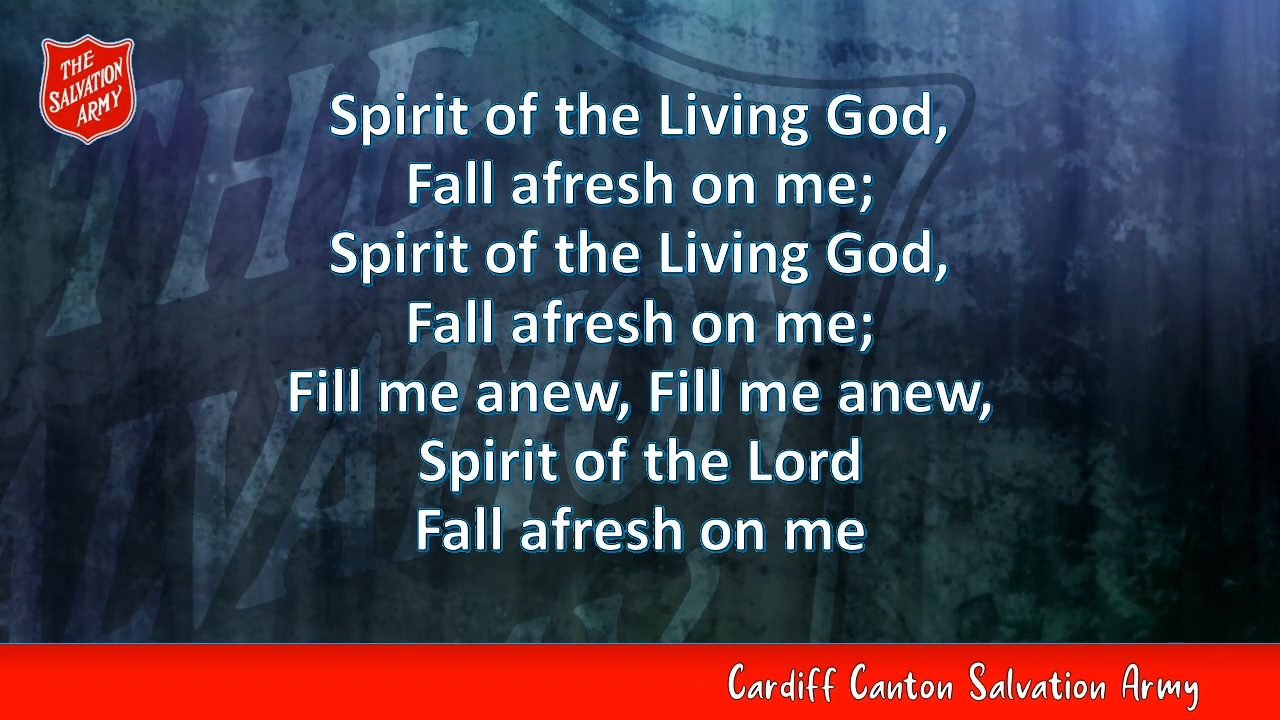 THE
SALVATION
ARMY
Spirit of the Living God,
Fall afresh on me;
Spirit of the Living God,
Fall afresh on me;
Fill me anew, Fill me anew,
Spirit of the Lord
Fall afresh on me
Cardiff Canton Salvation Army